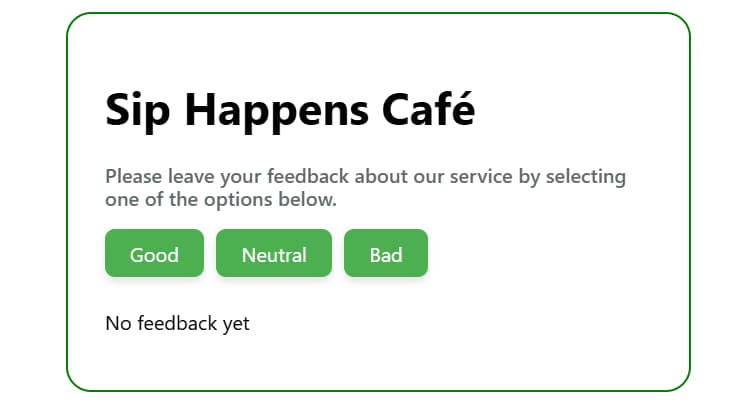 Sip Happens Café
Please leave your feedback about our service by selecting
one of the options below.
Good Neutral Bad
No feedback yet